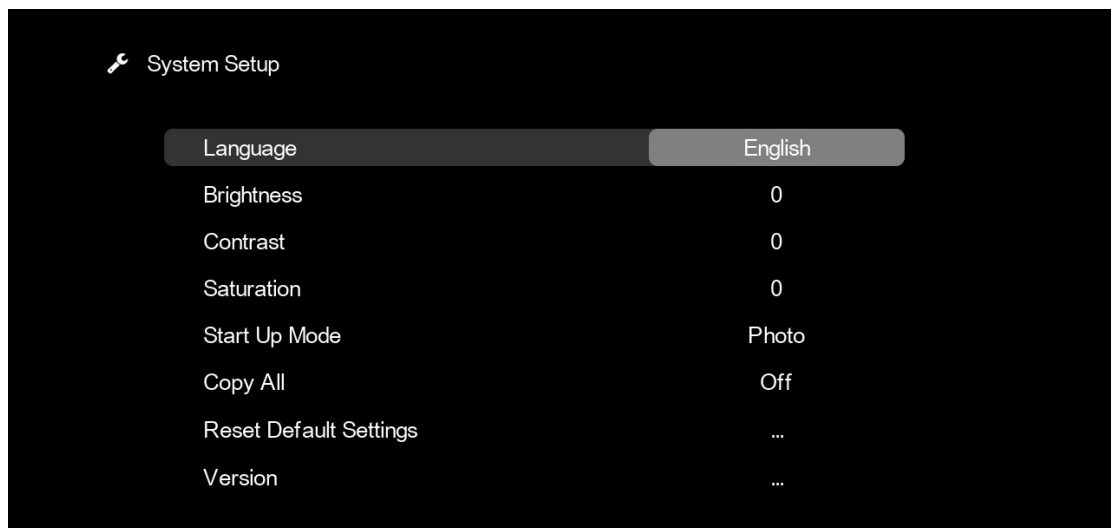 System Setup
Language English
Brightness 0
Contrast 0
Saturation 0
Start Up Mode Photo
Copy All Off
Reset Default Settings ...
Version ...